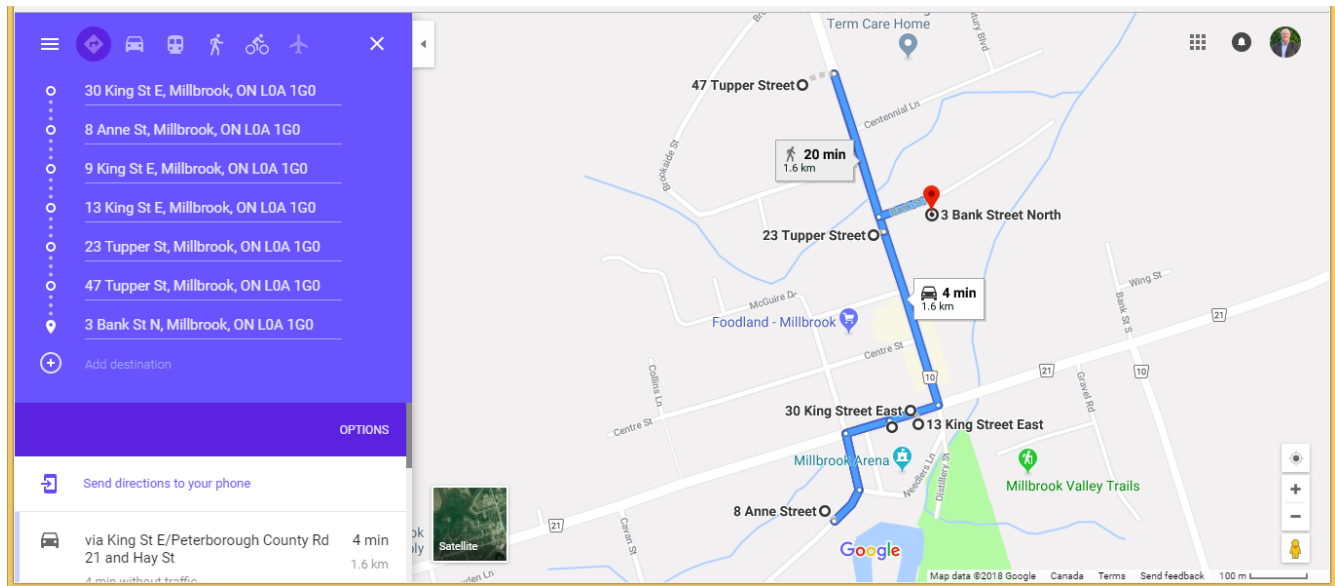 30 King St E, Millbrook, ON L0A 1G0
8 Anne St, Millbrook, ON L0A 1G0
9 King St E, Millbrook, ON L0A 1G0
13 King St E, Millbrook, ON L0A 1G0
23 Tupper St, Millbrook, ON L0A 1G0
47 Tupper St, Millbrook, ON L0A 1G0
3 Bank St N, Millbrook, ON L0A 1G0
Add destination
OPTIONS
Send directions to your phone
via King St E/Peterborough County Rd
21 and Hay St
4 min
1.6 km
4 min without traffic
Term Care Home
47 Tupper Street
Centennial Ln
Brookside St
20 min
1.6 km
3 Bank Street North
23 Tupper Street
4 min
1.6 km
Wing St
Bank St S
21
McGuire Dr
Foodland - Millbrook
Centre St
10
21
10
Collins Ln
Gravel Rd
30 King Street East
13 King Street East
Centre St
Millbrook Arena
Needlers Ln
Distillery St
Millbrook Valley Trails
8 Anne Street
21
Cavan St
Satellite
Google
Map data ©2018 Google Canada Terms Send feedback 100 m